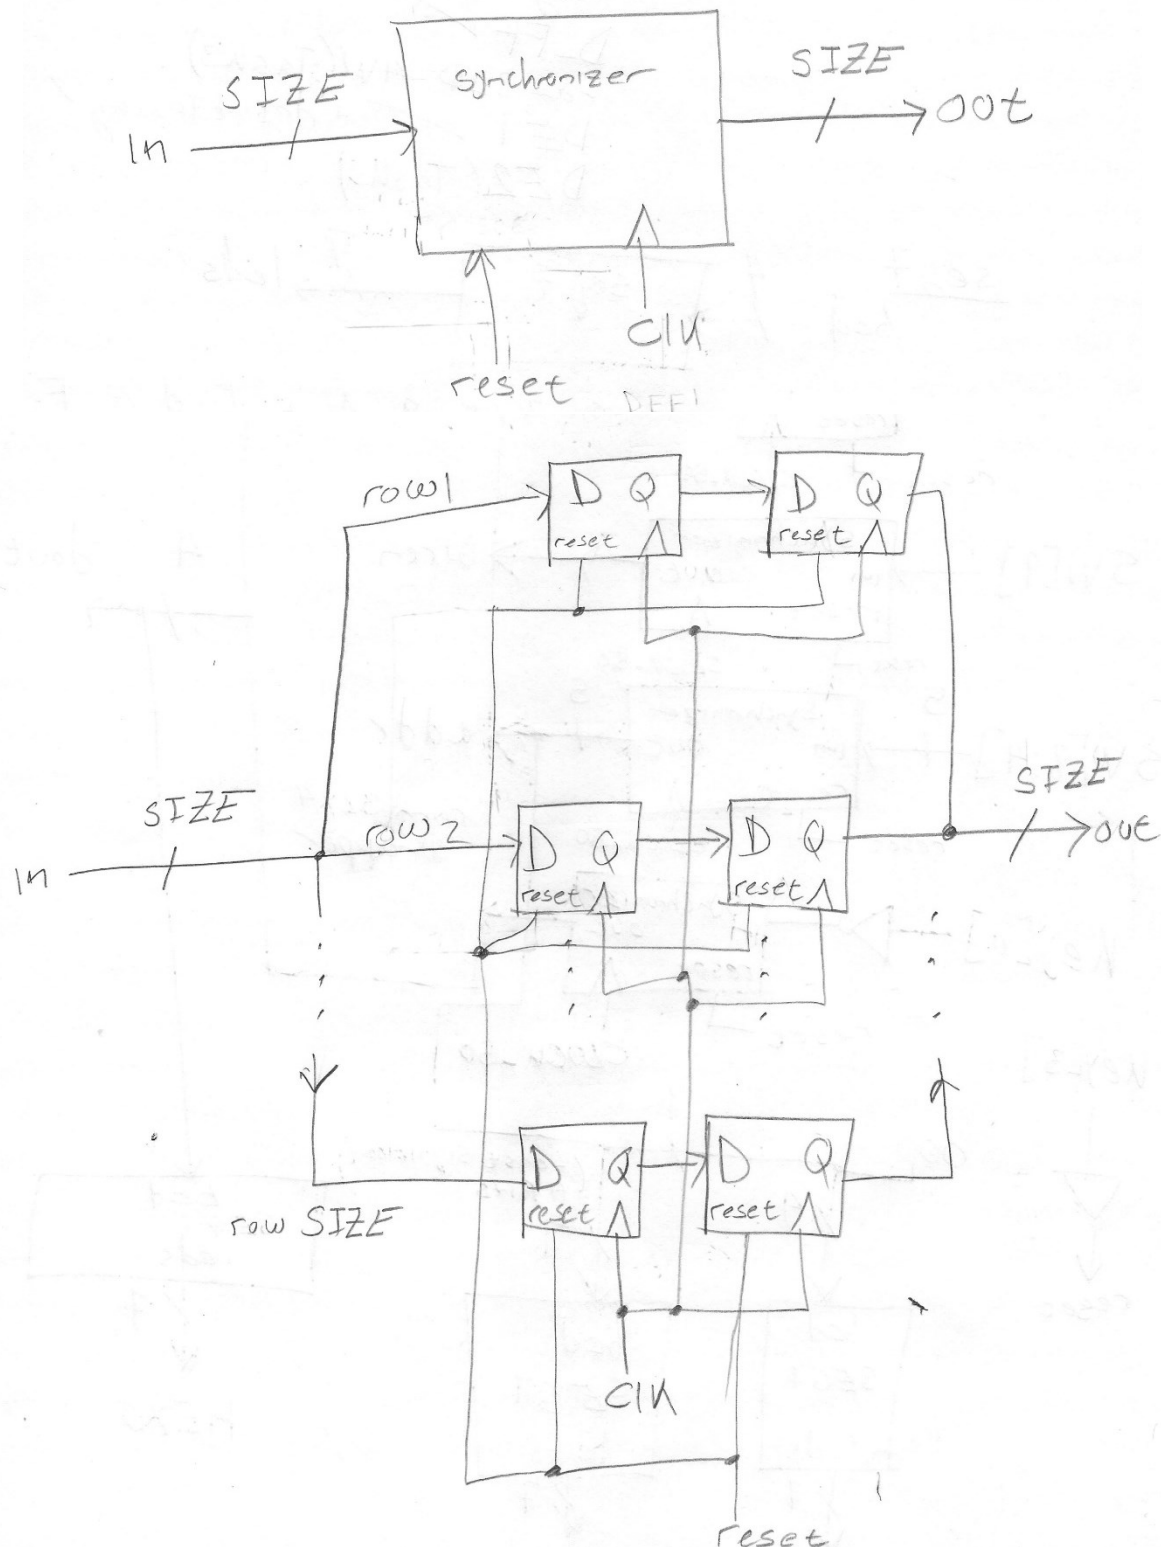 synchronizer
SIZE
SIZE
In
out
clk
reset
row1
D Q
D Q
reset
reset
SIZE
SIZE
row2
D Q
D Q
out
In
reset
reset
D Q
D Q
reset
reset
row SIZE
clk
reset